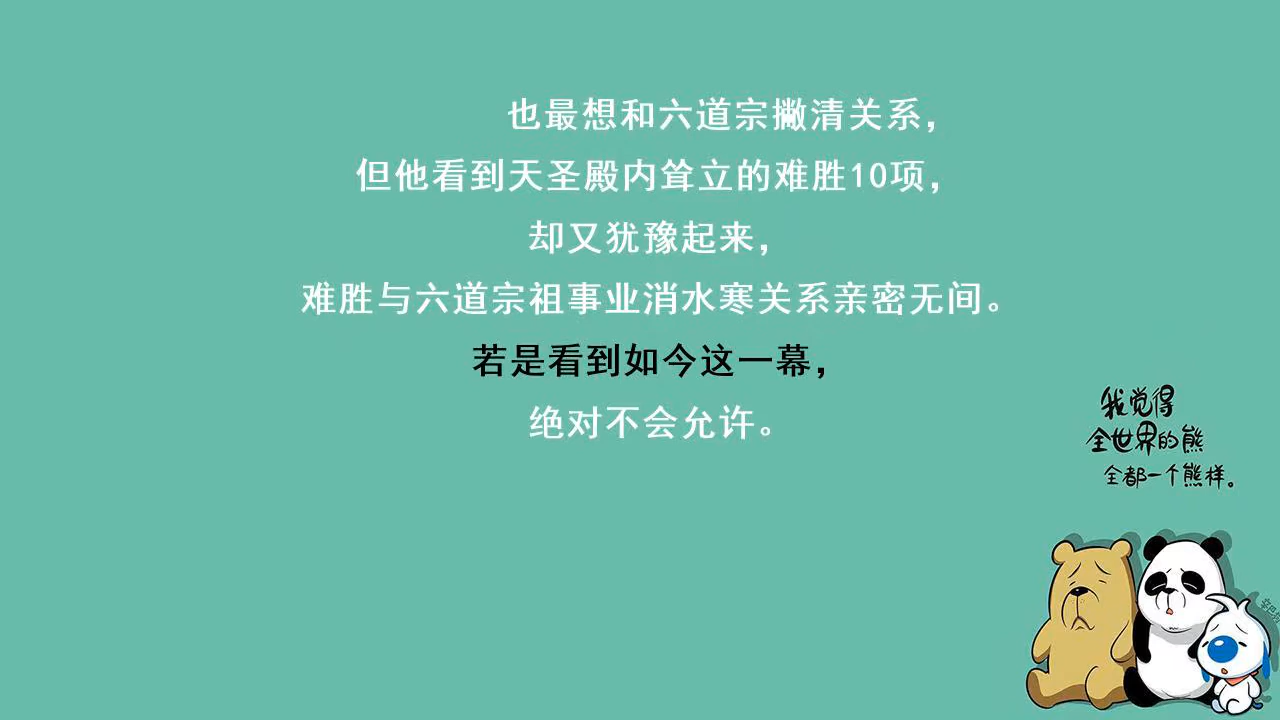 也最想和六道宗撇清关系，
但他看到天圣殿内耸立的难胜10项，
却又犹豫起来，
难胜与六道宗祖事业消水寒关系亲密无间。
若是看到如今这一幕，
绝对不会允许。
我觉得
全世界的熊
全都一个熊样。